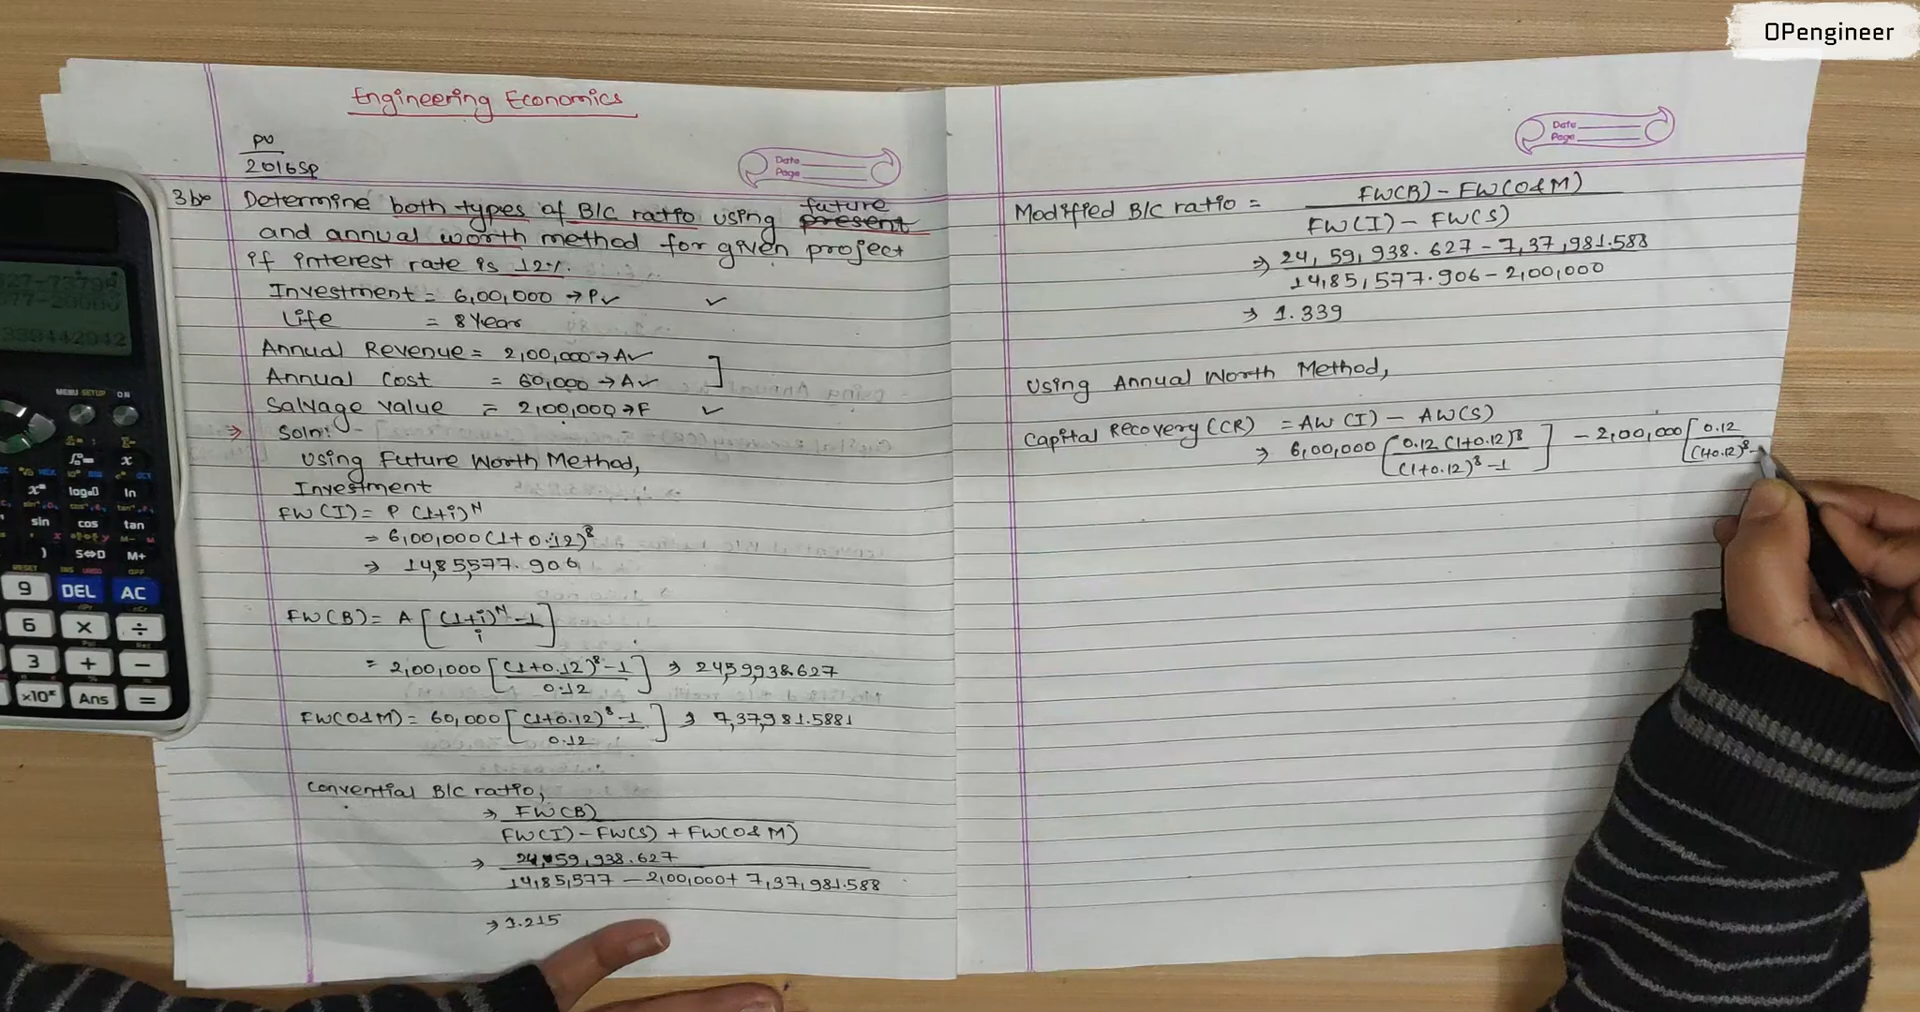 OPengineer
Engineering Economics
PU
2016SP
Date
Page
future
3b Determine both types of B/C ratio using present
and annual worth method for given project
if interest rate is 12%.
Investment = 6,00,000 → P✓ ✓
Life = 8 Year
Annual Revenue = 2,00,000 → A✓ ]
Annual Cost = 60,000 → A✓
Salvage value = 2,00,000 → F ✓
⇒ Soln: -
Using Future Worth Method,
Investment
FW(I) = P (1+i)^N
= 6,00,000 (1+0.12)^8
⇒ 14,85,577.906
FW(B) = A [ (1+i)^N - 1 / i ]
= 2,00,000 [ (1+0.12)^8 - 1 / 0.12 ] ⇒ 24,59,938.627
FW(O&M) = 60,000 [ (1+0.12)^8 - 1 / 0.12 ] ⇒ 7,37,981.5881
Convential B/C ratio,
⇒ FW(B)
FW(I) - FW(S) + FW(O& M)
⇒ 24,59,938.627
14,85,577 - 2,00,000 + 7,37,981.588
⇒ 1.215
Date
Page
Modified B/C ratio = FW(B) - FW(O&M)
FW(I) - FW(S)
⇒ 24,59,938.627 - 7,37,981.588
14,85,577.906 - 2,00,000
⇒ 1.339
Using Annual Worth Method,
Capital Recovery (CR) = AW(I) - AW(S)
⇒ 6,00,000 [ 0.12 (1+0.12)^8 / (1+0.12)^8 - 1 ] - 2,00,000 [ 0.12 / (1+0.12)^8 -